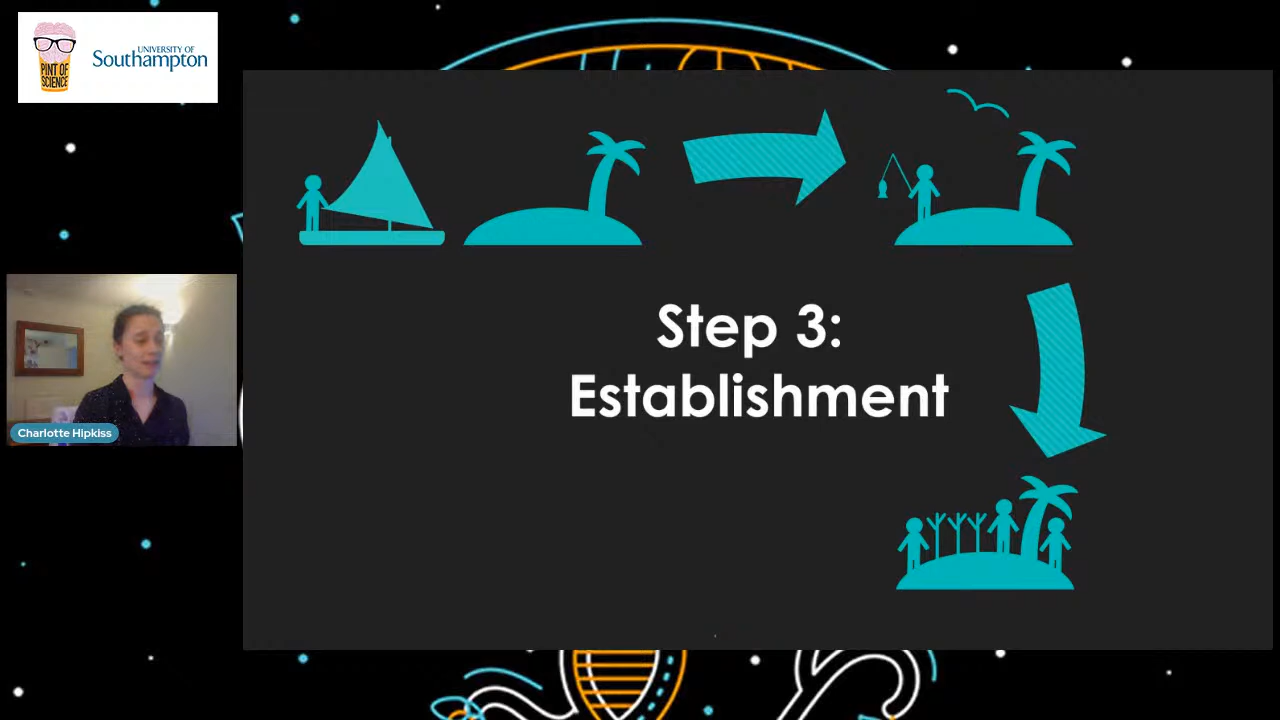 PINT OF
SCIENCE
UNIVERSITY OF
Southampton
Step 3:
Establishment
Charlotte Hipkiss